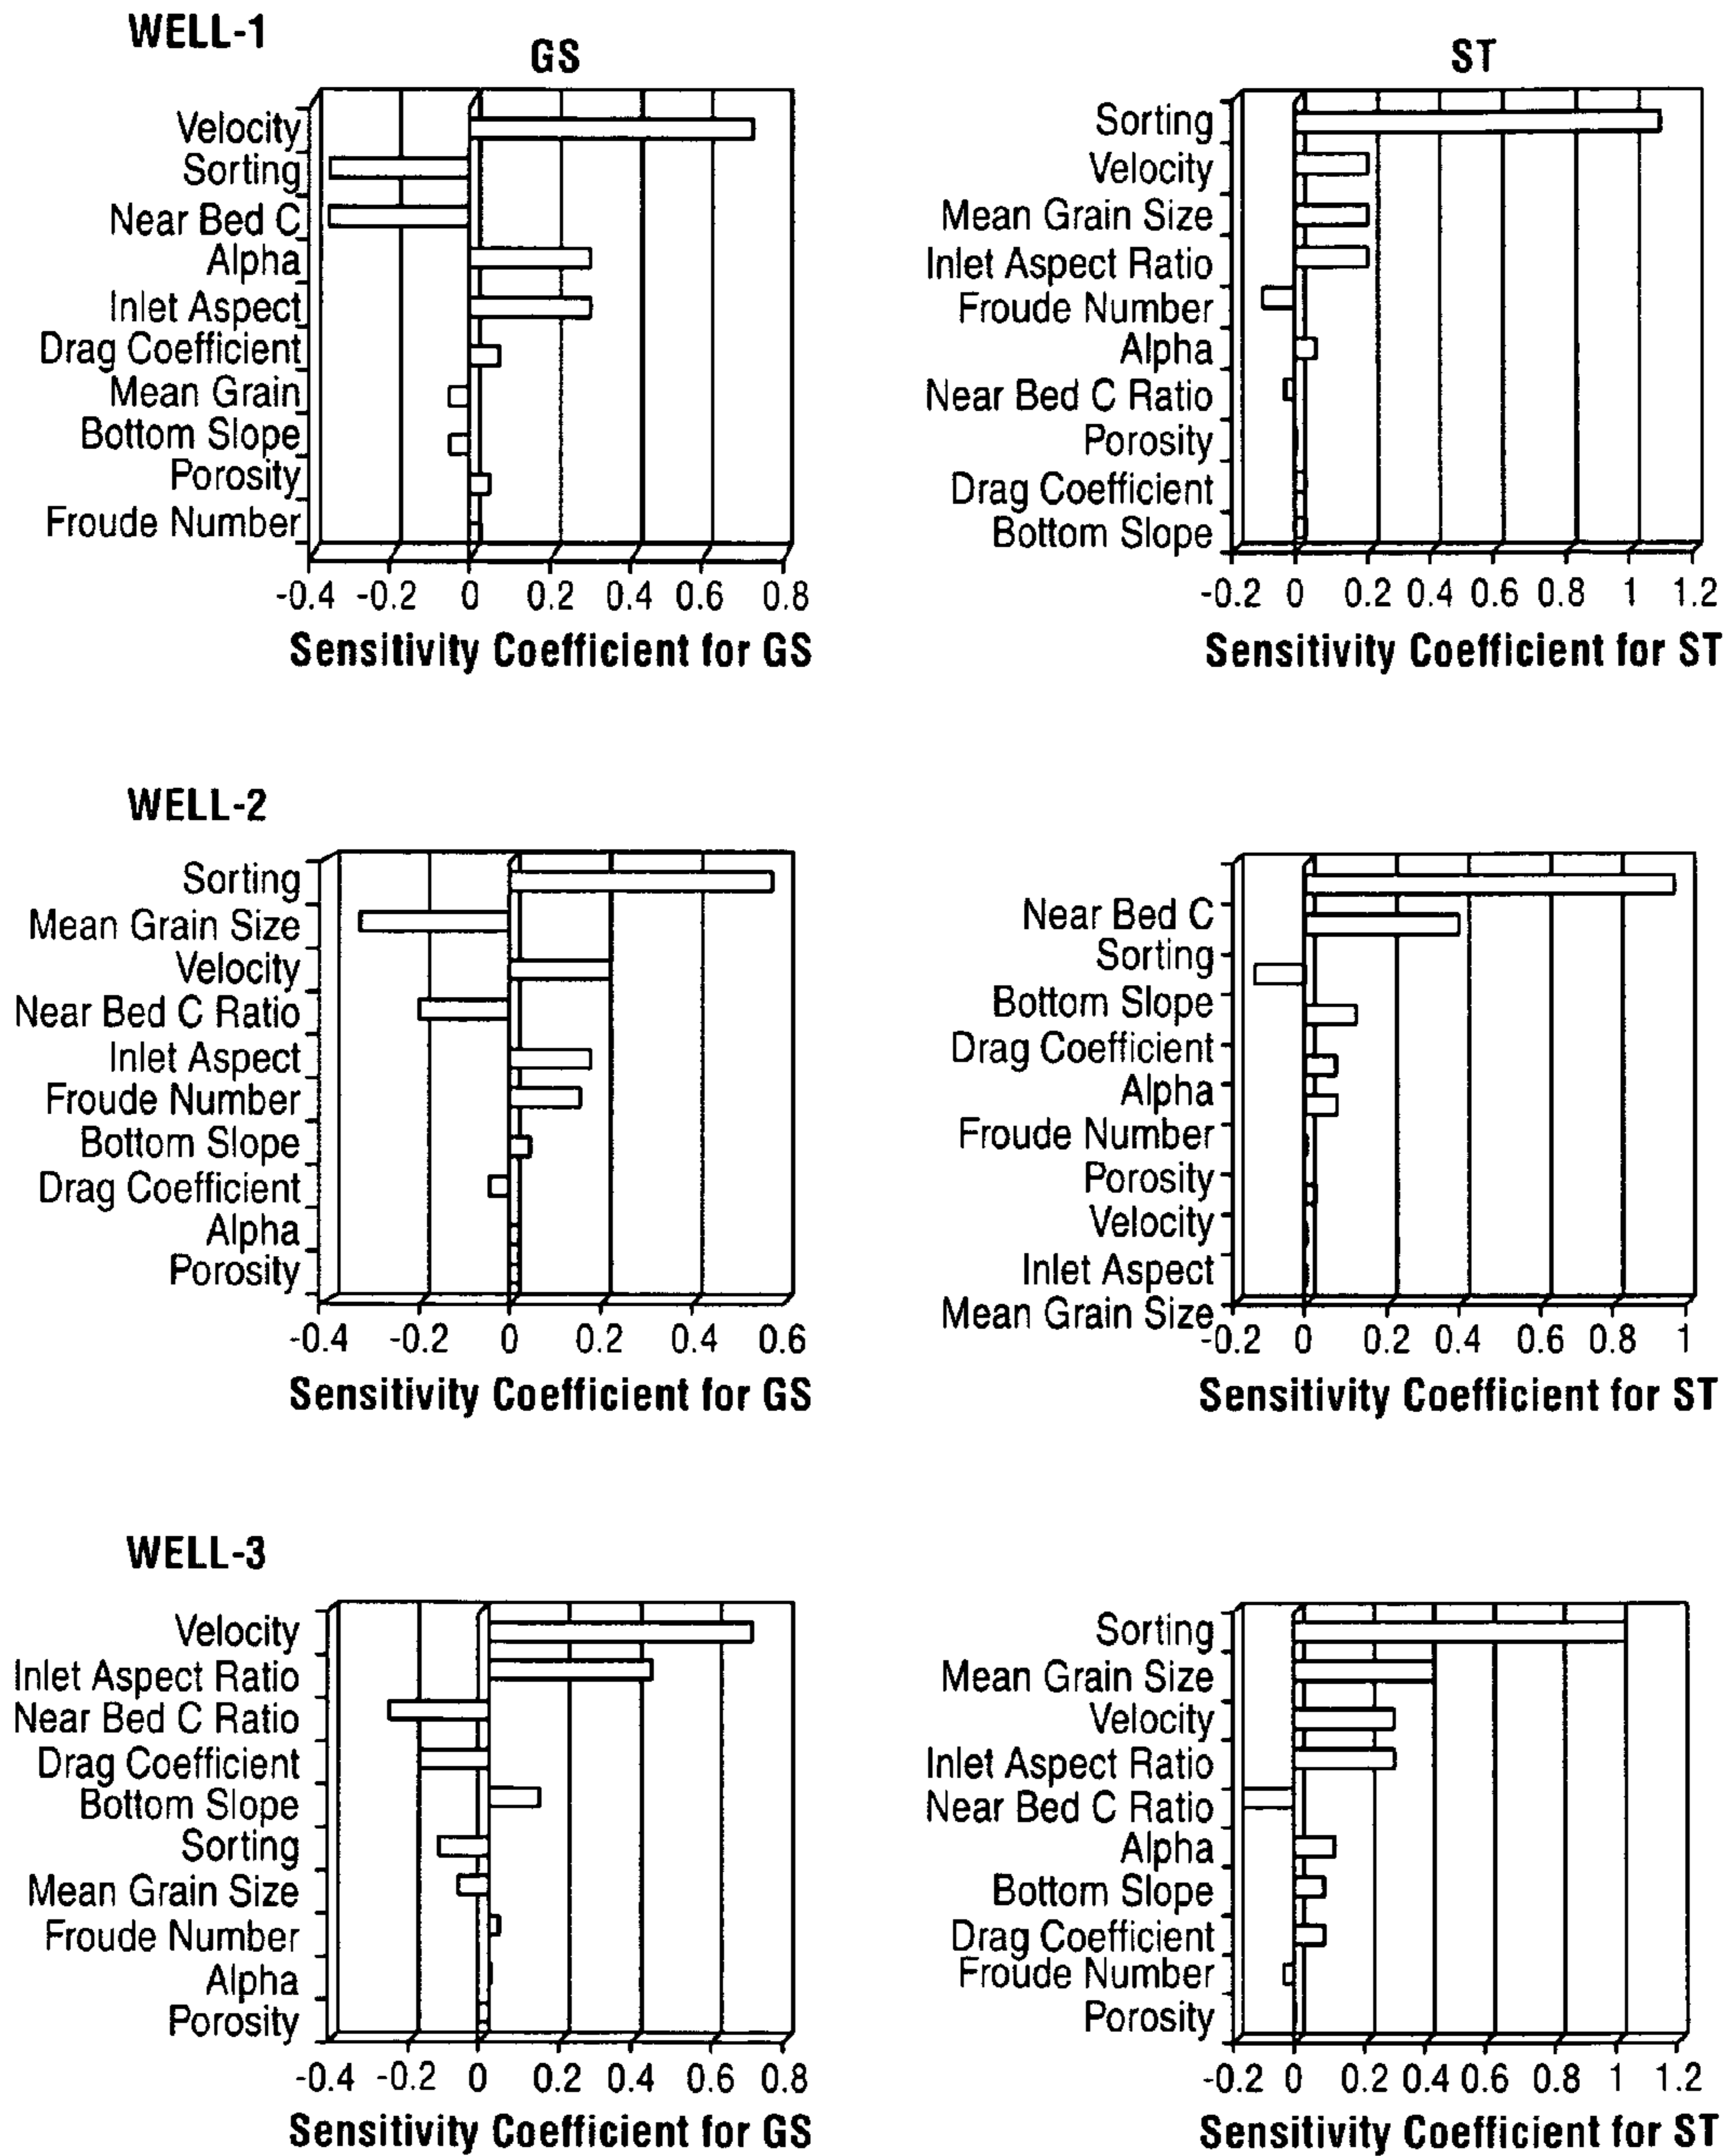 WELL-1
GS
Velocity
Sorting
Near Bed C
Alpha
Inlet Aspect
Drag Coefficient
Mean Grain
Bottom Slope
Porosity
Froude Number
-0.4 -0.2 0 0.2 0.4 0.6 0.8
Sensitivity Coefficient for GS
ST
Sorting
Velocity
Mean Grain Size
Inlet Aspect Ratio
Froude Number
Alpha
Near Bed C Ratio
Porosity
Drag Coefficient
Bottom Slope
-0.2 0 0.2 0.4 0.6 0.8 1 1.2
Sensitivity Coefficient for ST
WELL-2
Sorting
Mean Grain Size
Velocity
Near Bed C Ratio
Inlet Aspect
Froude Number
Bottom Slope
Drag Coefficient
Alpha
Porosity
-0.4 -0.2 0 0.2 0.4 0.6
Sensitivity Coefficient for GS
Near Bed C
Sorting
Bottom Slope
Drag Coefficient
Alpha
Froude Number
Porosity
Velocity
Inlet Aspect
Mean Grain Size
-0.2 0 0.2 0.4 0.6 0.8 1
Sensitivity Coefficient for ST
WELL-3
Velocity
Inlet Aspect Ratio
Near Bed C Ratio
Drag Coefficient
Bottom Slope
Sorting
Mean Grain Size
Froude Number
Alpha
Porosity
-0.4 -0.2 0 0.2 0.4 0.6 0.8
Sensitivity Coefficient for GS
Sorting
Mean Grain Size
Velocity
Inlet Aspect Ratio
Near Bed C Ratio
Alpha
Bottom Slope
Drag Coefficient
Froude Number
Porosity
-0.2 0 0.2 0.4 0.6 0.8 1 1.2
Sensitivity Coefficient for ST